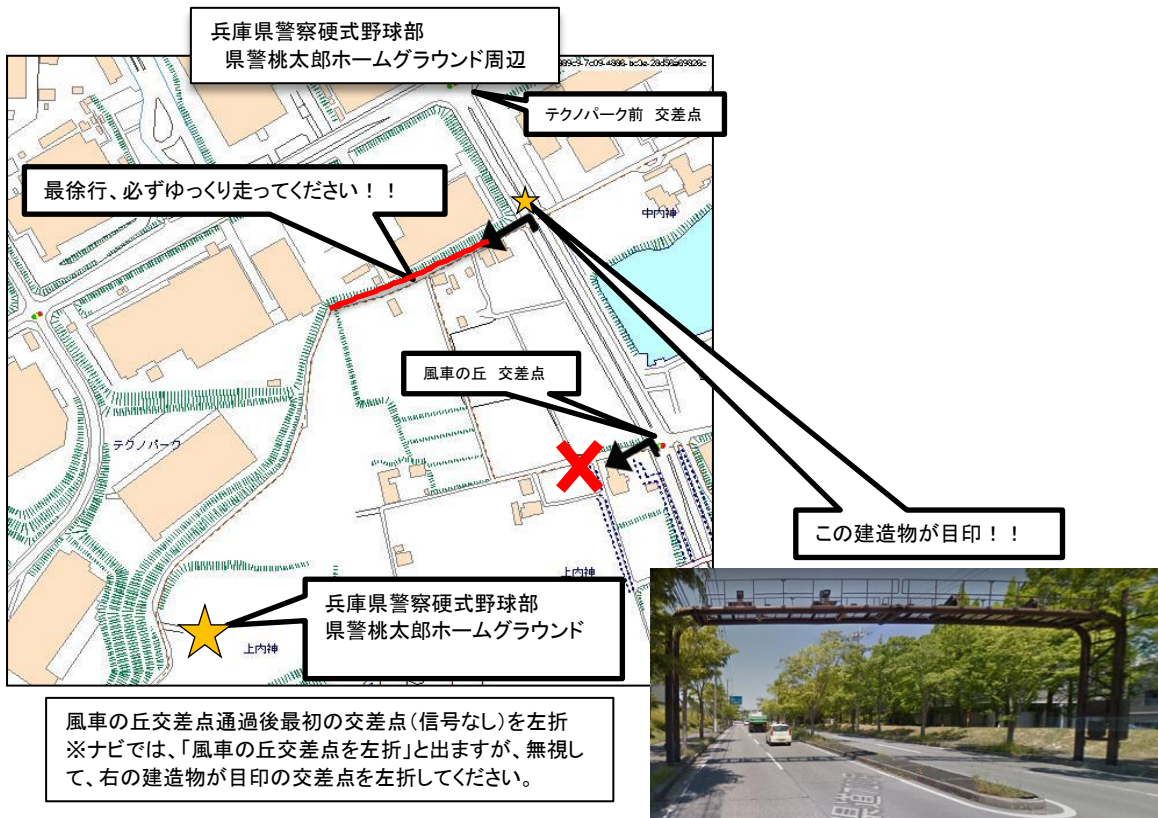 兵庫県警察硬式野球部
県警桃太郎ホームグラウンド周辺
テクノパーク前 交差点
最徐行、必ずゆっくり走ってください！！
中内神
風車の丘 交差点
テクノパーク
この建造物が目印！！
上内神
兵庫県警察硬式野球部
県警桃太郎ホームグラウンド
上内神
風車の丘交差点通過後最初の交差点（信号なし）を左折
※ナビでは、「風車の丘交差点を左折」と出ますが、無視し
て、右の建造物が目印の交差点を左折してください。